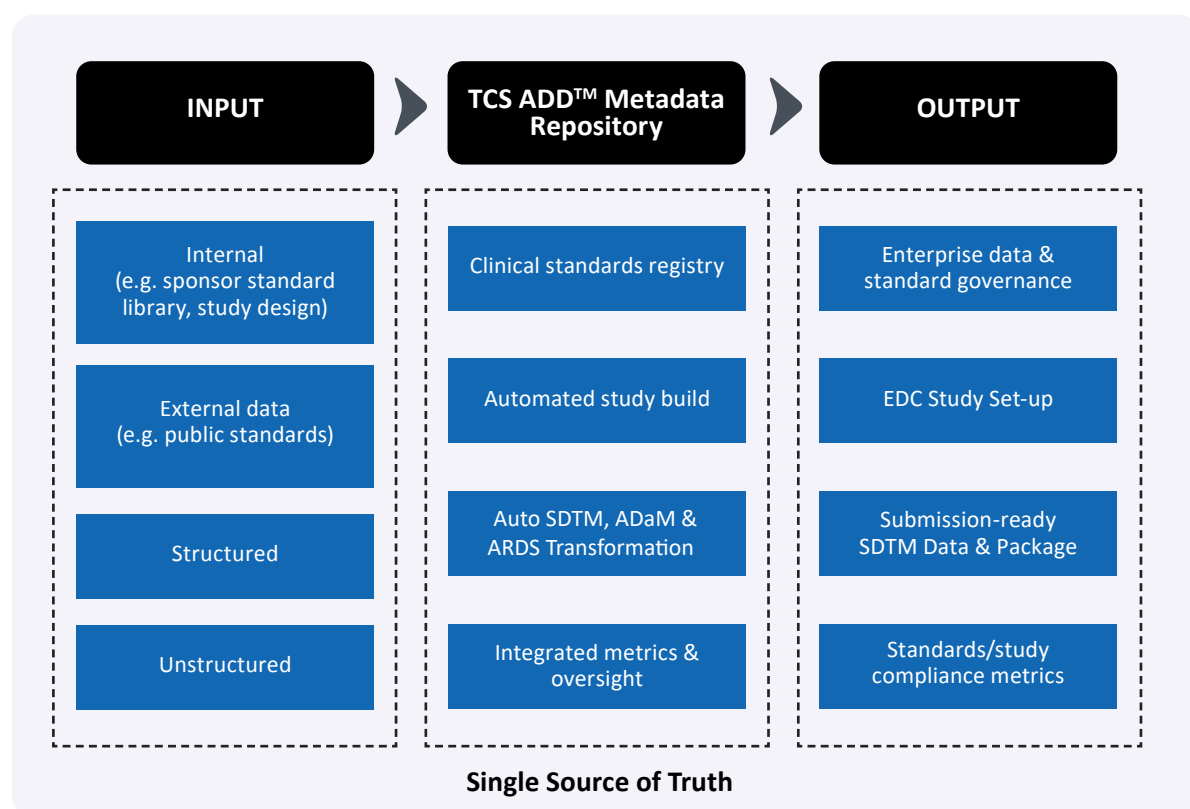 INPUT
TCS ADD™ Metadata
Repository
OUTPUT
Internal
(e.g. sponsor standard
library, study design)
External data
(e.g. public standards)
Structured
Unstructured
Clinical standards registry
Automated study build
Auto SDTM, ADaM &
ARDS Transformation
Integrated metrics &
oversight
Enterprise data &
standard governance
EDC Study Set-up
Submission-ready
SDTM Data & Package
Standards/study
compliance metrics
Single Source of Truth